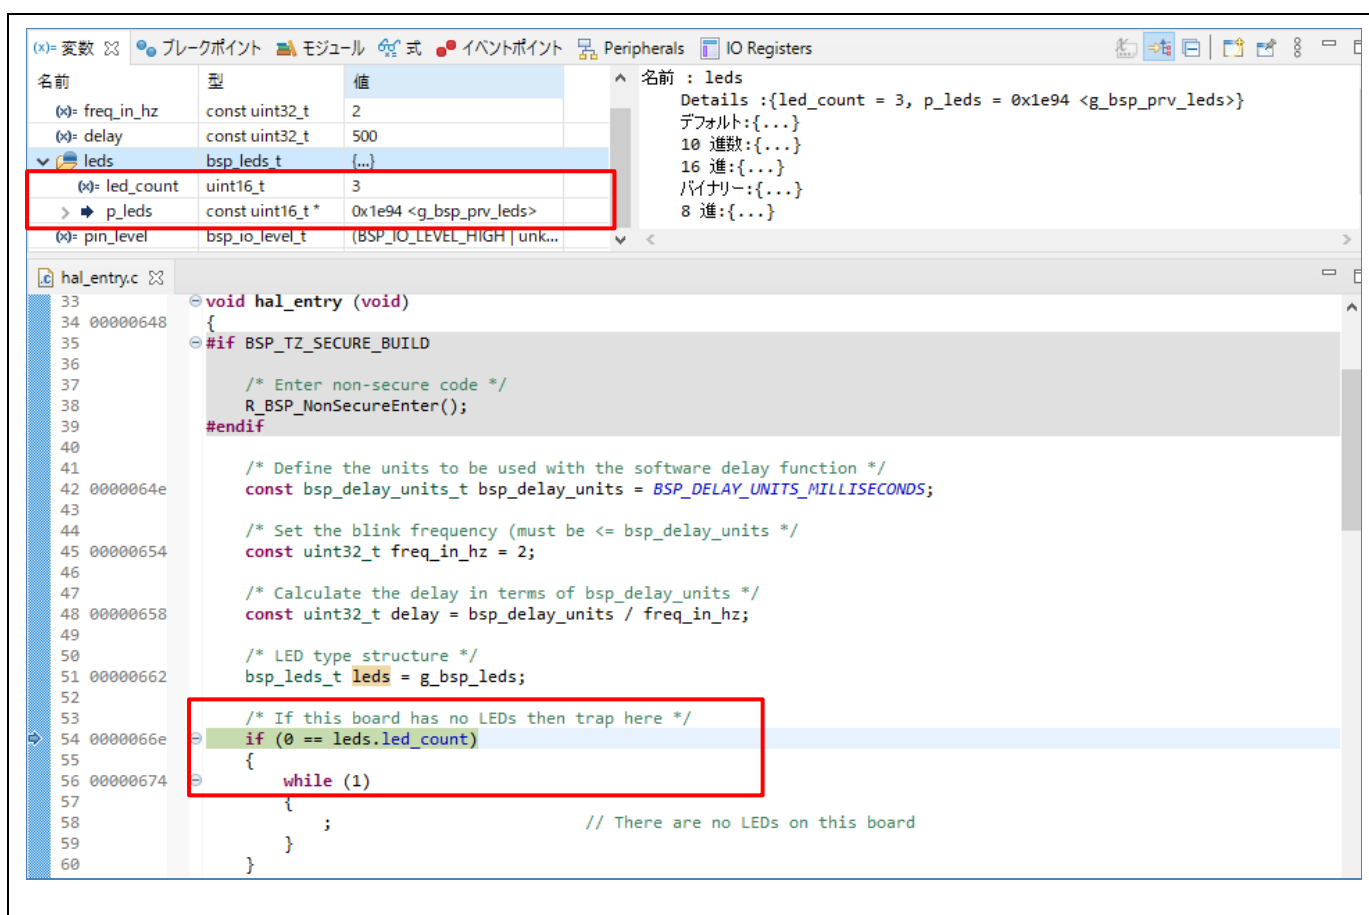 (x)= 変数 ブレークポイント モジュール 式 イベントポイント Peripherals IO Registers
名前 型 値
(x)= freq_in_hz const uint32_t 2
(x)= delay const uint32_t 500
leds bsp_leds_t {...}
(x)= led_count uint16_t 3
p_leds const uint16_t * 0x1e94 <g_bsp_prv_leds>
(x)= pin_level bsp_io_level_t (BSP_IO_LEVEL_HIGH | unk...
名前 : leds
Details :{led_count = 3, p_leds = 0x1e94 <g_bsp_prv_leds>}
デフォルト:{...}
10 進数:{...}
16 進:{...}
バイナリー:{...}
8 進:{...}
hal_entry.c
33 void hal_entry (void)
34 00000648 {
35 #if BSP_TZ_SECURE_BUILD
36
37 /* Enter non-secure code */
38 R_BSP_NonSecureEnter();
39 #endif
40
41 /* Define the units to be used with the software delay function */
42 0000064e const bsp_delay_units_t bsp_delay_units = BSP_DELAY_UNITS_MILLISECONDS;
43
44 /* Set the blink frequency (must be <= bsp_delay_units */
45 00000654 const uint32_t freq_in_hz = 2;
46
47 /* Calculate the delay in terms of bsp_delay_units */
48 00000658 const uint32_t delay = bsp_delay_units / freq_in_hz;
49
50 /* LED type structure */
51 00000662 bsp_leds_t leds = g_bsp_leds;
52
53 /* If this board has no LEDs then trap here */
54 0000066e if (0 == leds.led_count)
55 {
56 00000674 while (1)
57 {
58 ; // There are no LEDs on this board
59 }
60 }